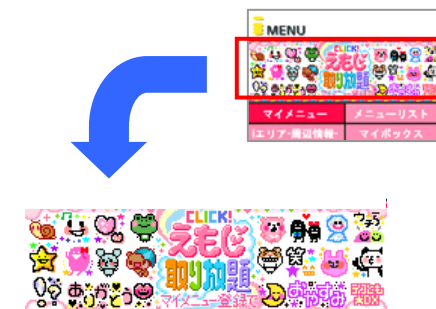 MENU
CLICK!
えもじ
取り放題
マイメニュー
メニューリスト
iエリア-周辺情報-
マイボックス
CLICK!
えもじ
取り放題
マイメニュー登録で
ありがとう
おやすみ